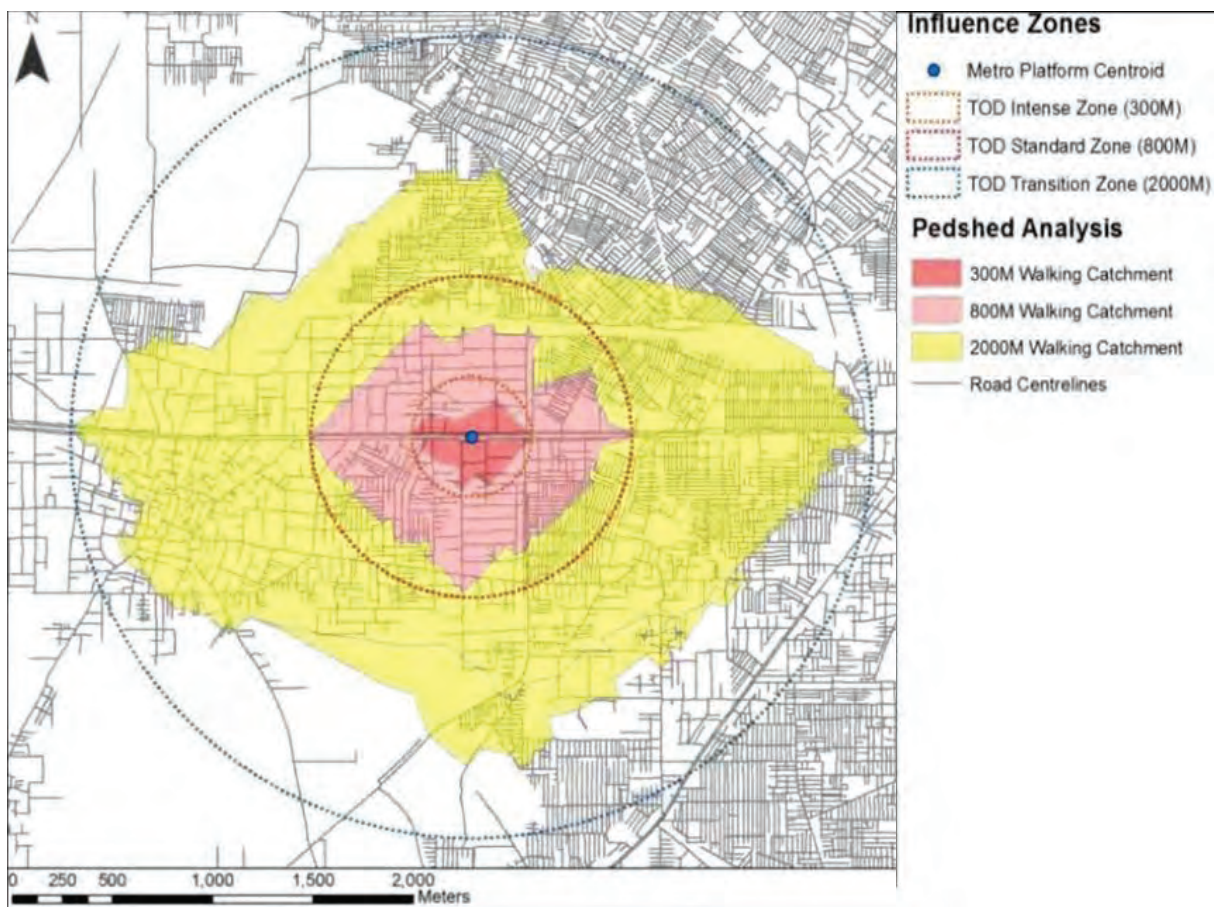 N
Influence Zones
Metro Platform Centroid
TOD Intense Zone (300M)
TOD Standard Zone (800M)
TOD Transition Zone (2000M)
Pedshed Analysis
300M Walking Catchment
800M Walking Catchment
2000M Walking Catchment
Road Centrelines
0 250 500 1,000 1,500 2,000
Meters